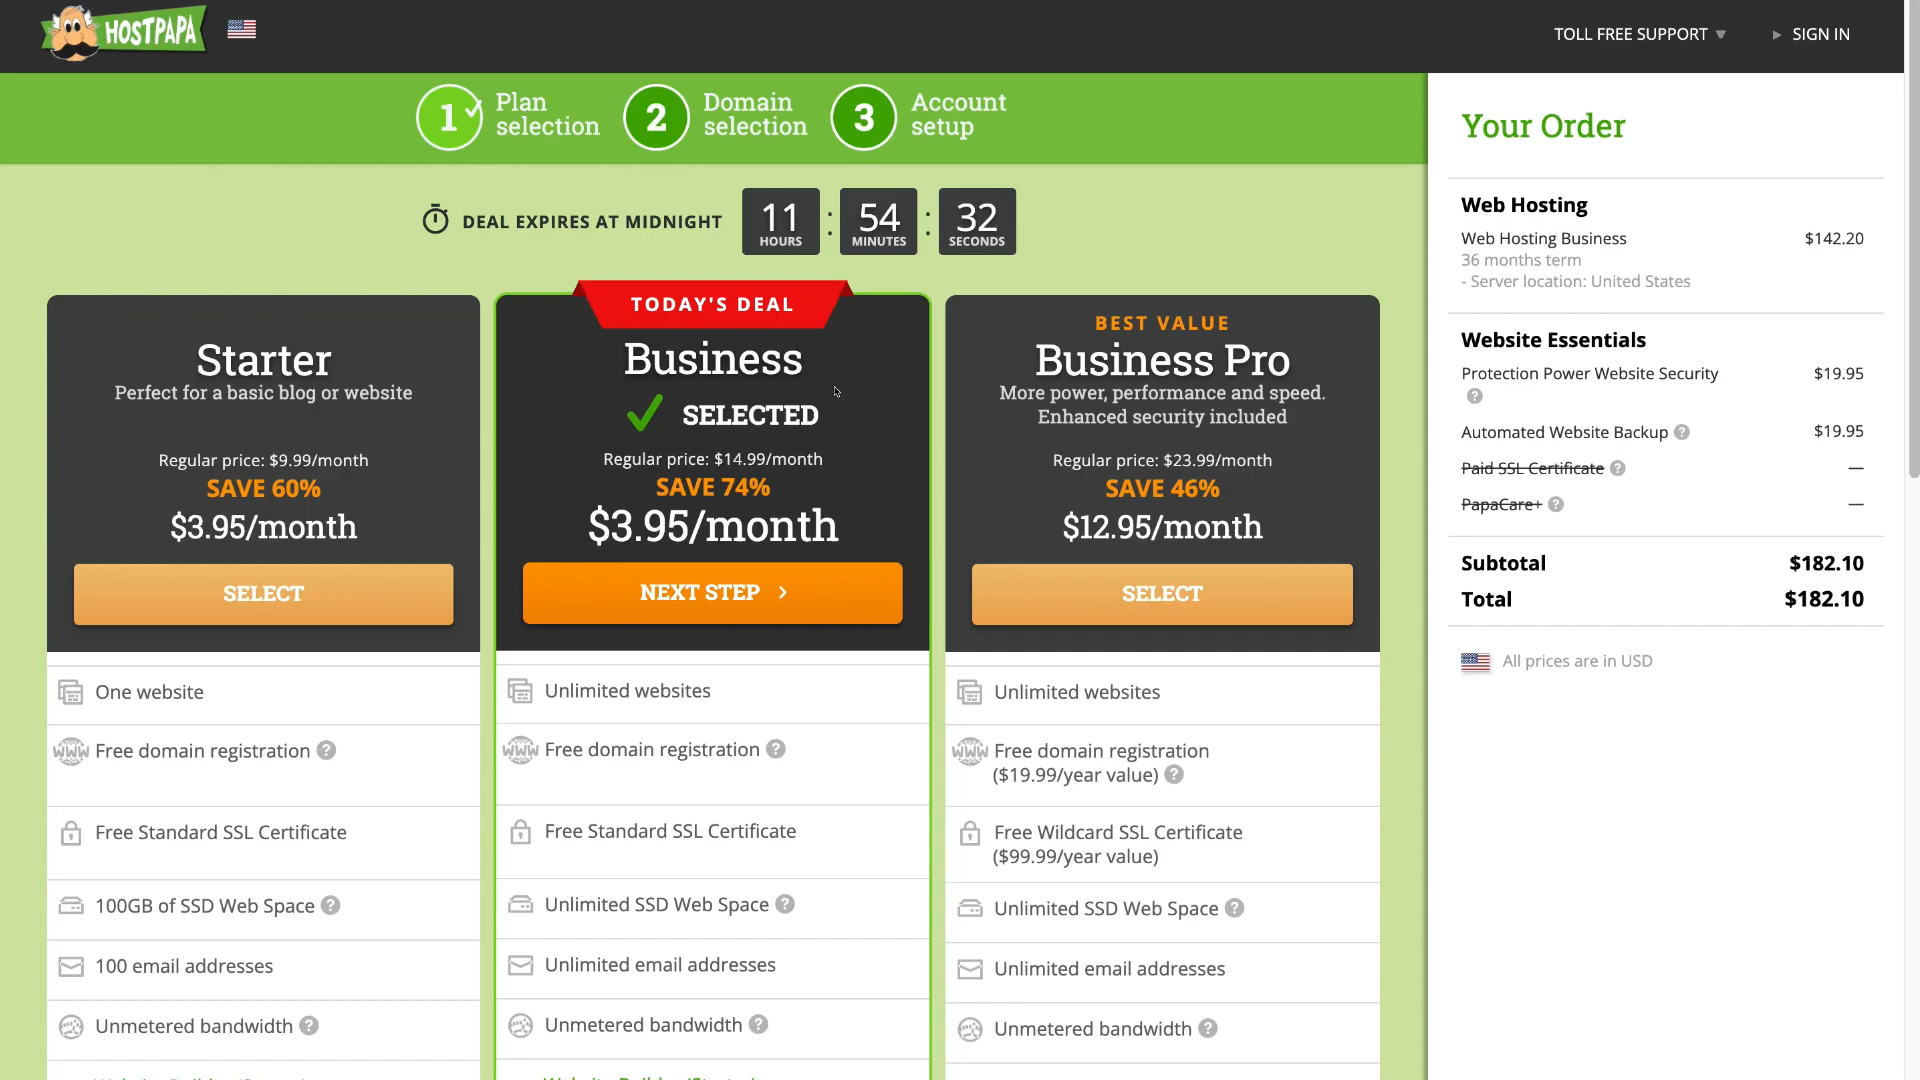 HOSTPAPA
TOLL FREE SUPPORT
SIGN IN
1
Plan
selection
2
Domain
selection
3
Account
setup
DEAL EXPIRES AT MIDNIGHT
11 : 54 : 32
HOURS MINUTES SECONDS
Starter
Perfect for a basic blog or website
Regular price: $9.99/month
SAVE 60%
$3.95/month
SELECT
One website
Free domain registration ?
Free Standard SSL Certificate
100GB of SSD Web Space ?
100 email addresses
Unmetered bandwidth ?
TODAY'S DEAL
Business
SELECTED
Regular price: $14.99/month
SAVE 74%
$3.95/month
NEXT STEP >
Unlimited websites
Free domain registration ?
Free Standard SSL Certificate
Unlimited SSD Web Space ?
Unlimited email addresses
Unmetered bandwidth ?
BEST VALUE
Business Pro
More power, performance and speed.
Enhanced security included
Regular price: $23.99/month
SAVE 46%
$12.95/month
SELECT
Unlimited websites
Free domain registration
($19.99/year value) ?
Free Wildcard SSL Certificate
($99.99/year value)
Unlimited SSD Web Space ?
Unlimited email addresses
Unmetered bandwidth ?
Your Order
Web Hosting
Web Hosting Business $142.20
36 months term
- Server location: United States
Website Essentials
Protection Power Website Security $19.95
?
Automated Website Backup ? $19.95
Paid SSL Certificate ? —
PapaCare+ ? —
Subtotal $182.10
Total $182.10
All prices are in USD